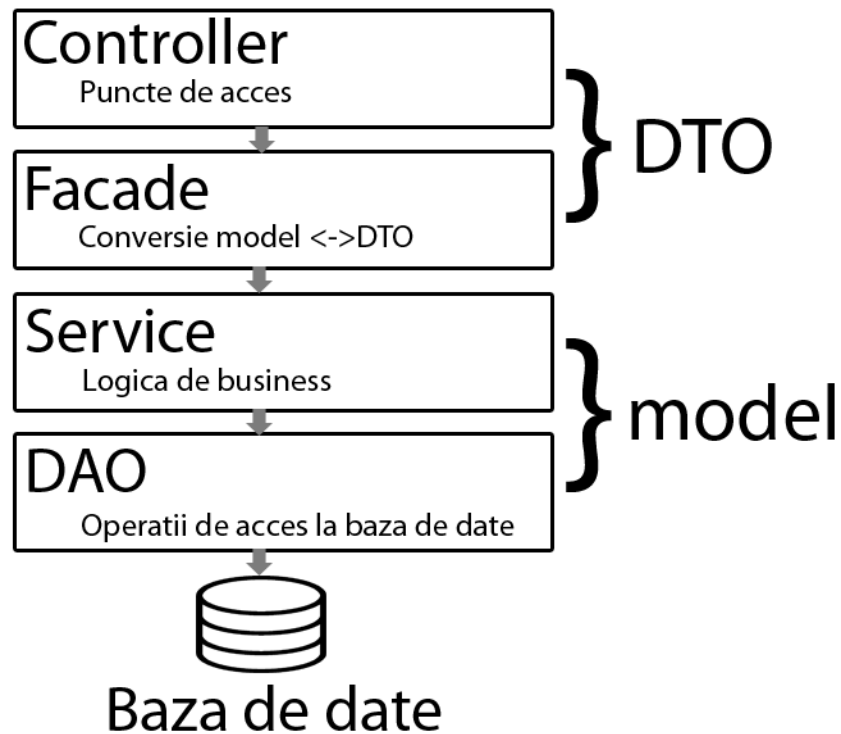 Controller
Puncte de acces
DTO
Facade
Conversie model <->DTO
Service
Logica de business
model
DAO
Operatii de acces la baza de date
Baza de date